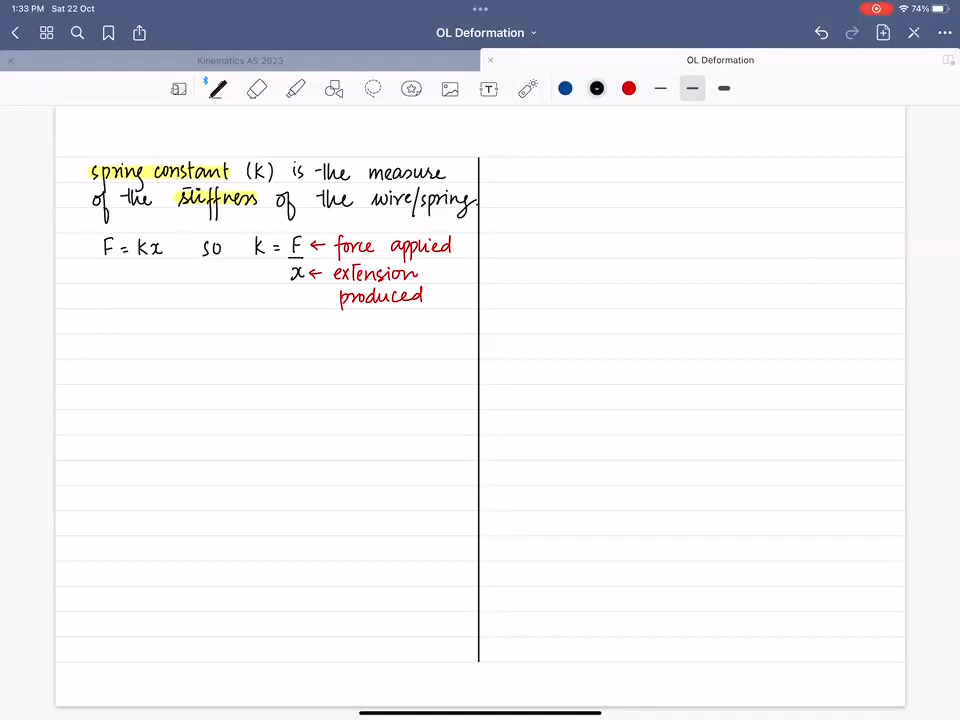 1:33 PM Sat 22 Oct
74%
OL Deformation
Kinematics AS 2023
OL Deformation
spring constant (K) is the measure
of the stiffness of the wire/spring.
F = kx so K = F ← force applied
x ← extension
produced